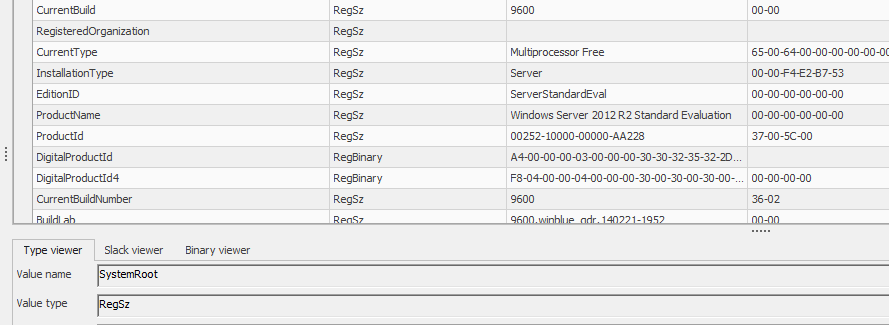 CurrentBuild RegSz 9600 00-00
RegisteredOrganization RegSz
CurrentType RegSz Multiprocessor Free 65-00-64-00-00-00-00-00-00
InstallationType RegSz Server 00-00-F4-E2-B7-53
EditionID RegSz ServerStandardEval 00-00-00-00-00-00
ProductName RegSz Windows Server 2012 R2 Standard Evaluation 00-00-00-00-00-00
ProductId RegSz 00252-10000-00000-AA228 37-00-5C-00
DigitalProductId RegBinary A4-00-00-00-03-00-00-00-30-30-32-35-32-2D...
DigitalProductId4 RegBinary F8-04-00-00-04-00-00-00-30-00-30-00-30-00-... 00-00-00-00
CurrentBuildNumber RegSz 9600 36-02
BuildLab RegSz 9600.winblue_gdr.140221-1952 00-00
Type viewer Slack viewer Binary viewer
Value name SystemRoot
Value type RegSz